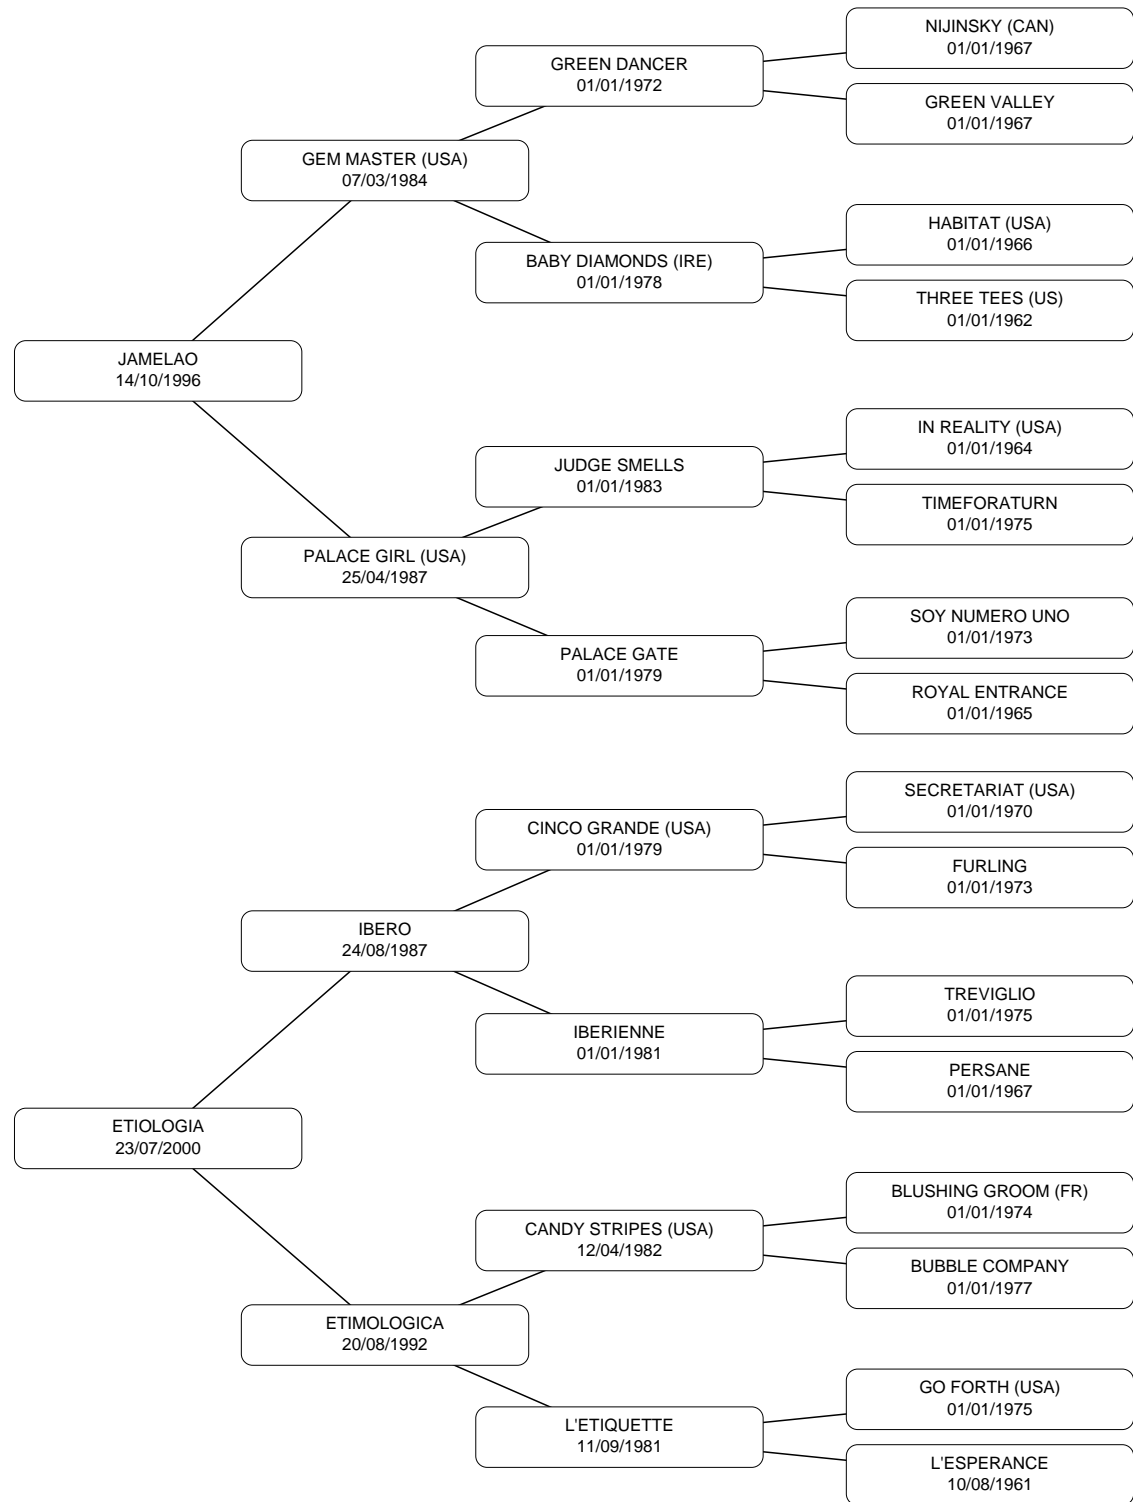 NIJINSKY (CAN)
01/01/1967
GREEN DANCER
01/01/1972
GREEN VALLEY
01/01/1967
GEM MASTER (USA)
07/03/1984
HABITAT (USA)
01/01/1966
BABY DIAMONDS (IRE)
01/01/1978
THREE TEES (US)
01/01/1962
JAMELAO
14/10/1996
IN REALITY (USA)
01/01/1964
JUDGE SMELLS
01/01/1983
TIMEFORATURN
01/01/1975
PALACE GIRL (USA)
25/04/1987
SOY NUMERO UNO
01/01/1973
PALACE GATE
01/01/1979
ROYAL ENTRANCE
01/01/1965
SECRETARIAT (USA)
01/01/1970
CINCO GRANDE (USA)
01/01/1979
FURLING
01/01/1973
IBERO
24/08/1987
TREVIGLIO
01/01/1975
IBERIENNE
01/01/1981
PERSANE
01/01/1967
ETIOLOGIA
23/07/2000
BLUSHING GROOM (FR)
01/01/1974
CANDY STRIPES (USA)
12/04/1982
BUBBLE COMPANY
01/01/1977
ETIMOLOGICA
20/08/1992
GO FORTH (USA)
01/01/1975
L'ETIQUETTE
11/09/1981
L'ESPERANCE
10/08/1961